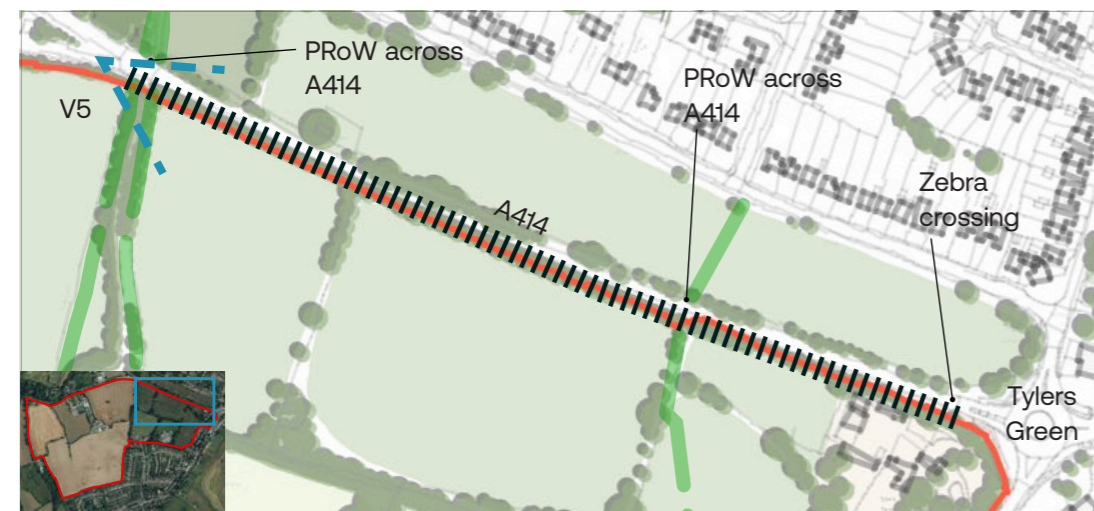 PRoW across
A414
PRoW across
A414
V5
Zebra
crossing
A414
Tylers
Green